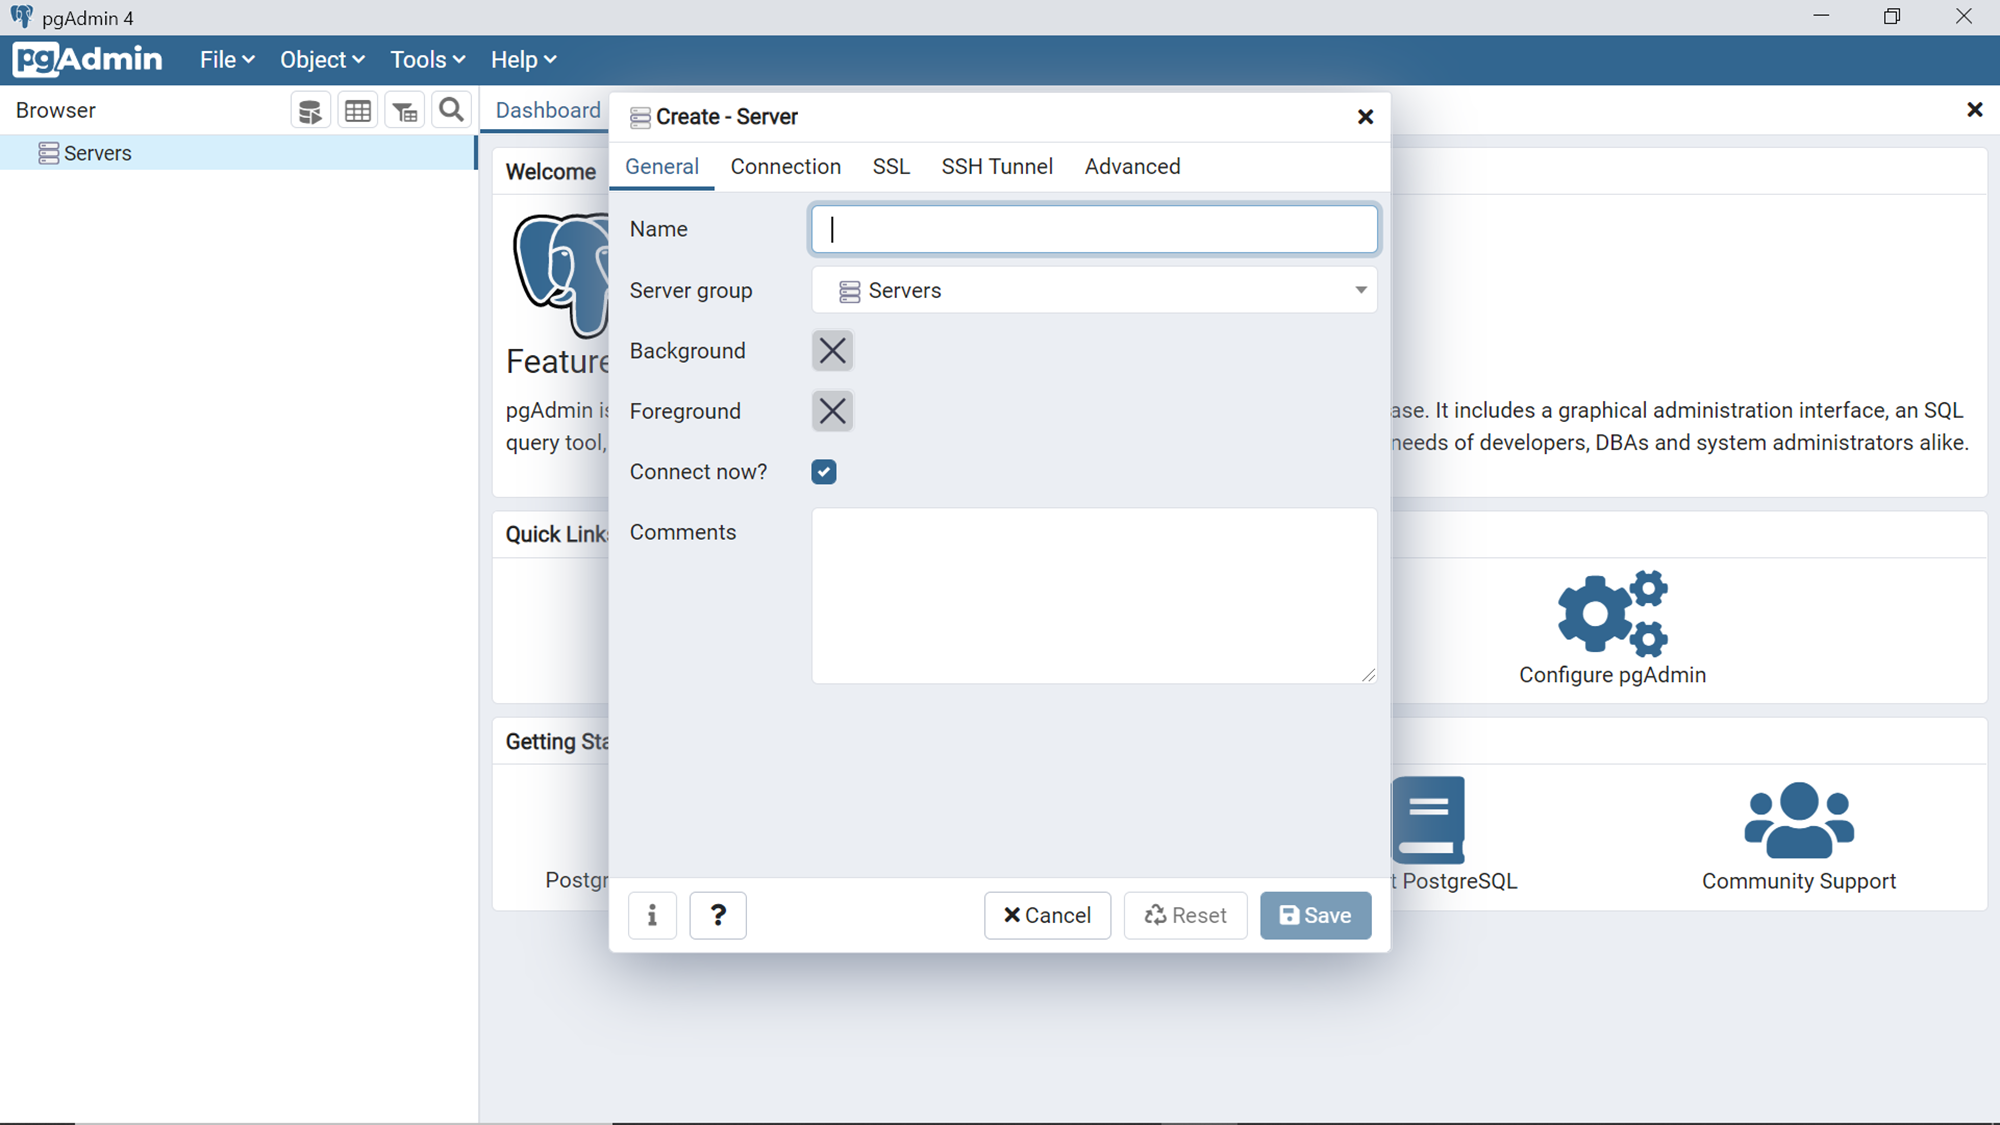 pgAdmin 4
pgAdmin File Object Tools Help
Browser
Dashboard
Servers
Create - Server
General Connection SSL SSH Tunnel Advanced
Name
Server group Servers
Background
Foreground
Connect now?
Comments
i ? Cancel Reset Save
Welcome
Feature
pgAdmin is ase. It includes a graphical administration interface, an SQL
query tool, needs of developers, DBAs and system administrators alike.
Quick Links
Configure pgAdmin
Getting Sta
Postgr t PostgreSQL Community Support